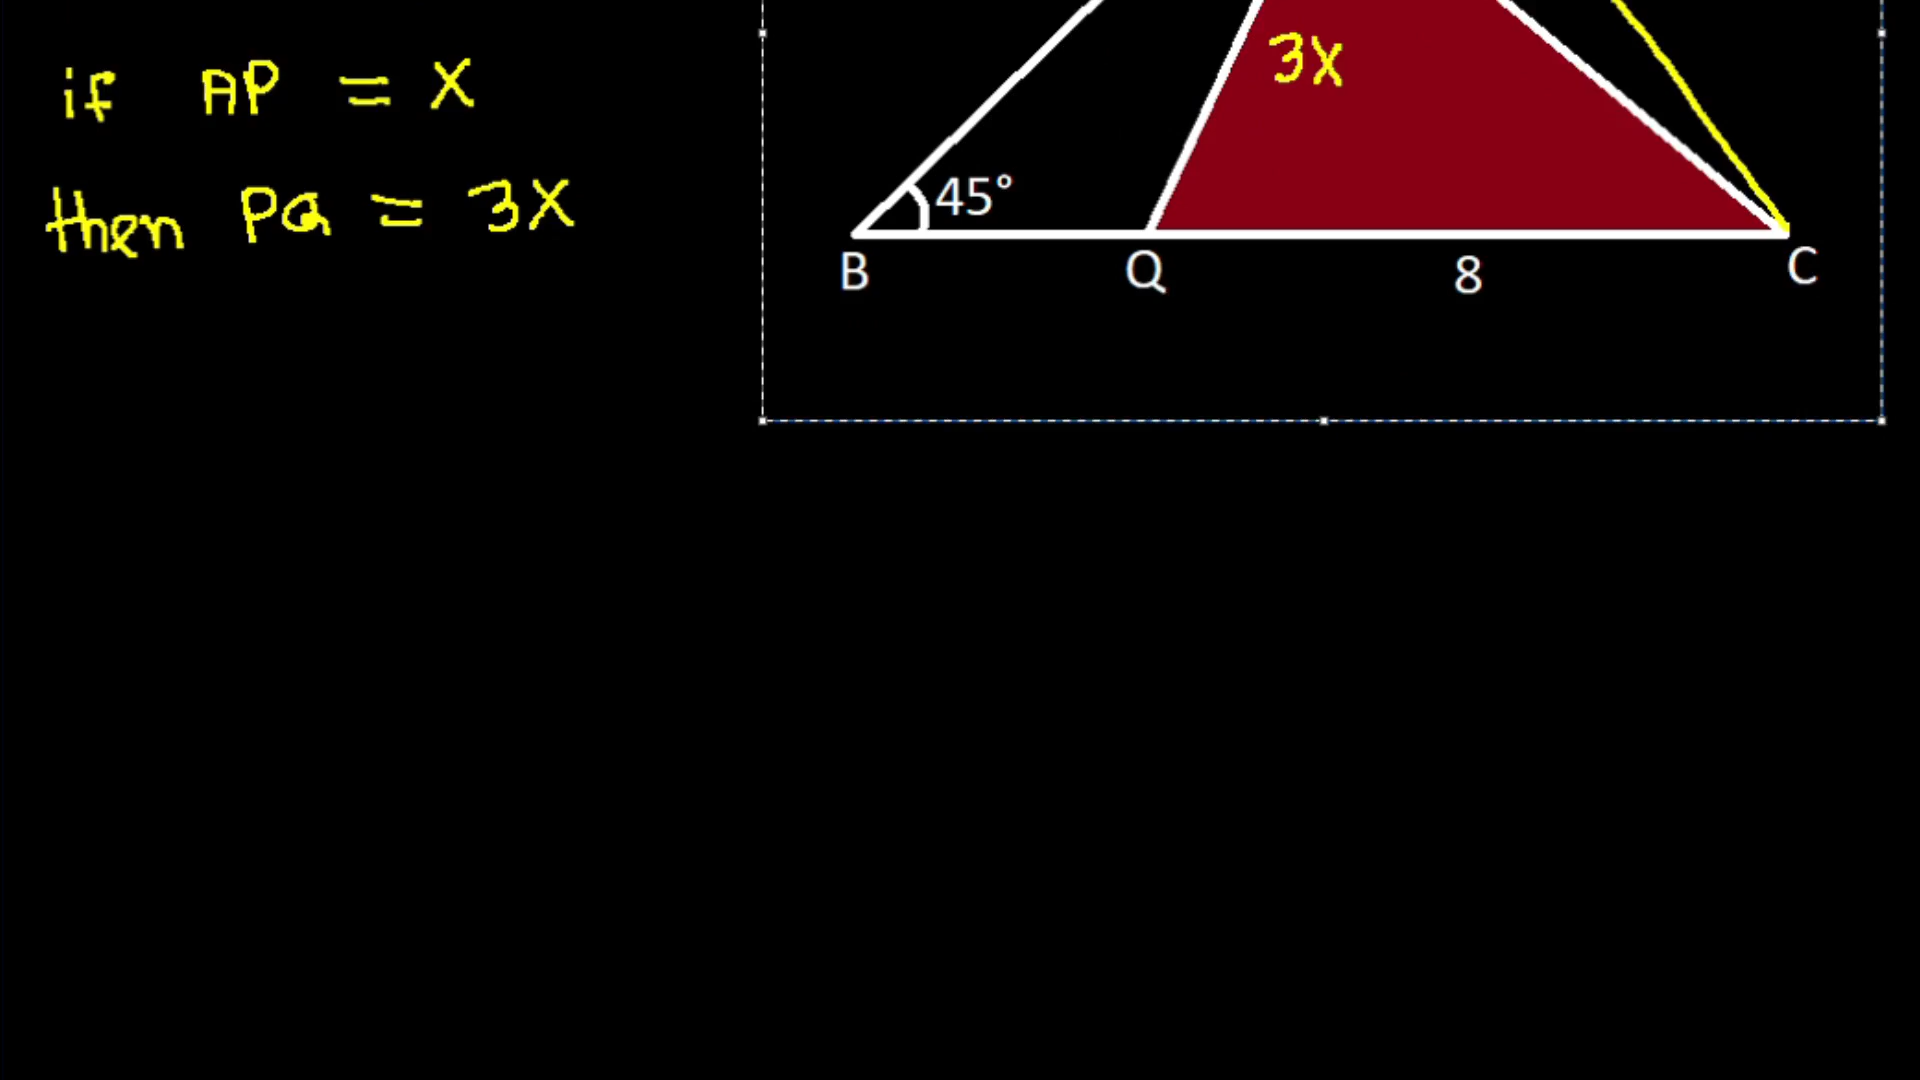 if AP = X
then PQ = 3X
3X
45°
B Q 8 C